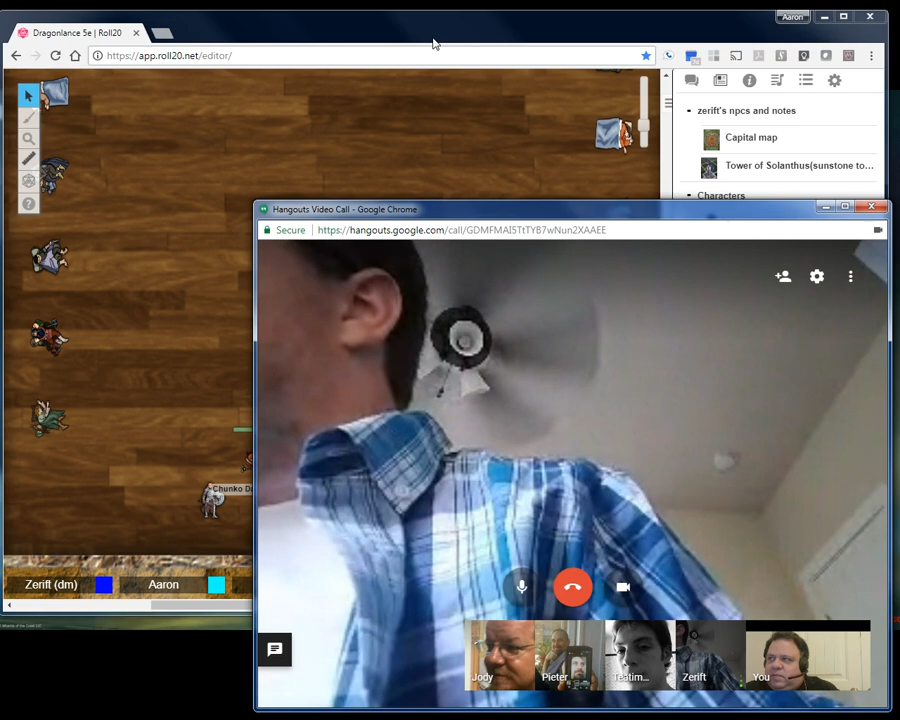 Aaron
Dragonlance 5e | Roll20
https://app.roll20.net/editor/
zerift's npcs and notes
Capital map
Tower of Solanthus(sunstone to...
Characters
Hangouts Video Call - Google Chrome
Secure
https://hangouts.google.com/call/GDMFMAI5TtTYB7wNun2XAAEE
Chunko D
Zerift (dm)
Aaron
Jody
Pieter
Teatim...
Zerift
You